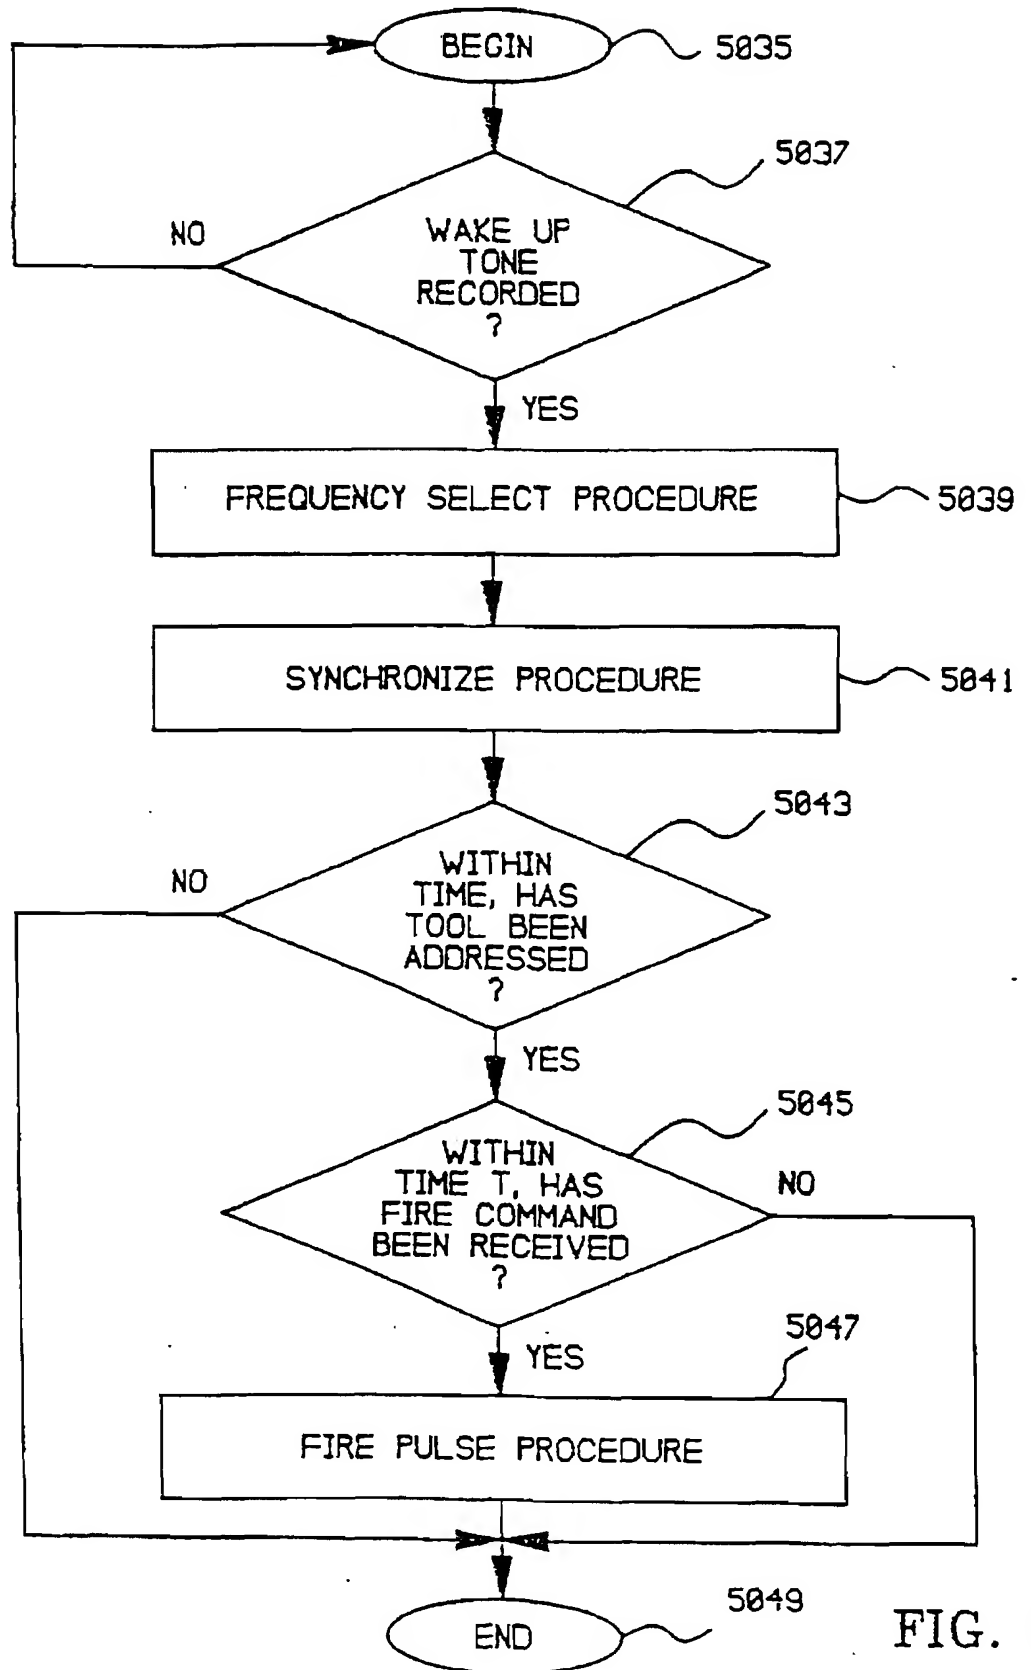 BEGIN
5035
5037
NO
WAKE UP
TONE
RECORDED
?
YES
FREQUENCY SELECT PROCEDURE
5039
SYNCHRONIZE PROCEDURE
5041
5043
NO
WITHIN
TIME, HAS
TOOL BEEN
ADDRESSED
?
YES
5045
WITHIN
TIME T, HAS
FIRE COMMAND
BEEN RECEIVED
?
NO
YES
5047
FIRE PULSE PROCEDURE
5049
END
FIG.